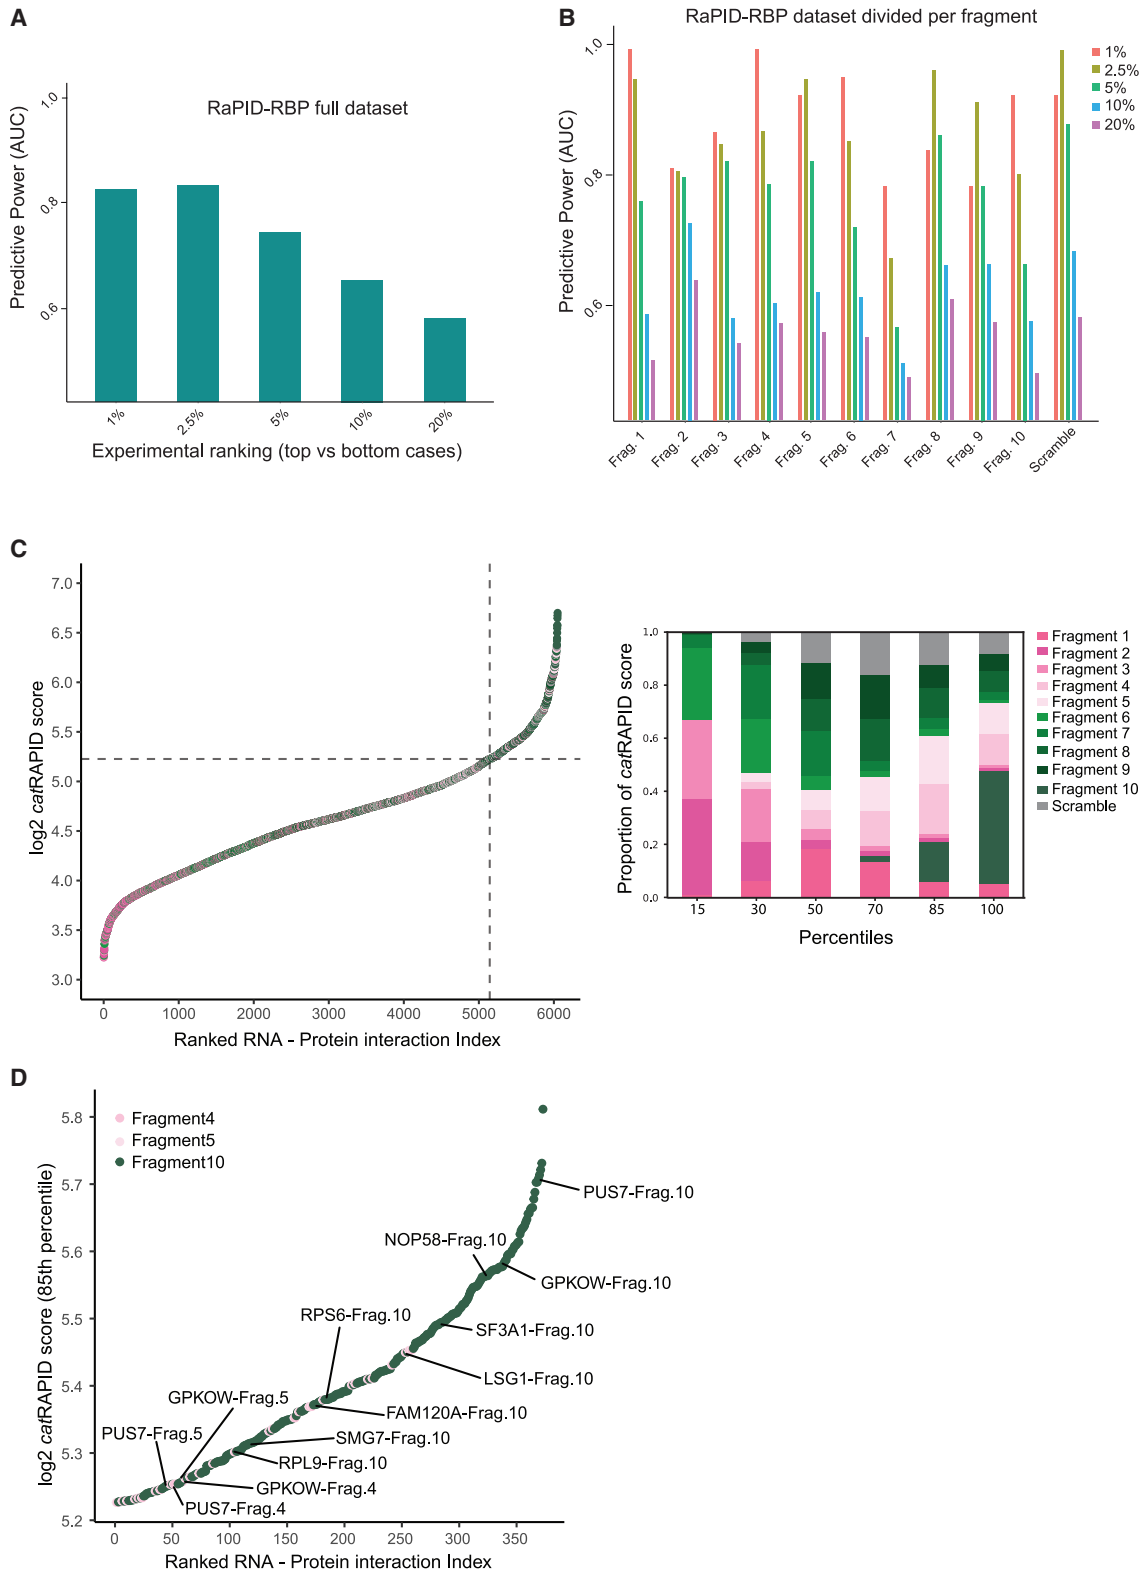 A
RaPID-RBP full dataset
Predictive Power (AUC)
1.0
0.8
0.6
1%
2.5%
5%
10%
20%
Experimental ranking (top vs bottom cases)
B
RaPID-RBP dataset divided per fragment
Predictive Power (AUC)
1.0
0.8
0.6
1%
2.5%
5%
10%
20%
Frag. 1
Frag. 2
Frag. 3
Frag. 4
Frag. 5
Frag. 6
Frag. 7
Frag. 8
Frag. 9
Frag. 10
Scramble
C
log2 catRAPID score
7.0
6.5
6.0
5.5
5.0
4.5
4.0
3.5
3.0
0
1000
2000
3000
4000
5000
6000
Ranked RNA - Protein interaction Index
Proportion of catRAPID score
1.0
0.8
0.6
0.4
0.2
0.0
15
30
50
70
85
100
Percentiles
Fragment 1
Fragment 2
Fragment 3
Fragment 4
Fragment 5
Fragment 6
Fragment 7
Fragment 8
Fragment 9
Fragment 10
Scramble
D
log2 catRAPID score (85th percentile)
5.8
5.7
5.6
5.5
5.4
5.3
5.2
Fragment4
Fragment5
Fragment10
PUS7-Frag.10
NOP58-Frag.10
GPKOW-Frag.10
RPS6-Frag.10
SF3A1-Frag.10
LSG1-Frag.10
GPKOW-Frag.5
FAM120A-Frag.10
PUS7-Frag.5
SMG7-Frag.10
RPL9-Frag.10
GPKOW-Frag.4
PUS7-Frag.4
0
50
100
150
200
250
300
350
Ranked RNA - Protein interaction Index